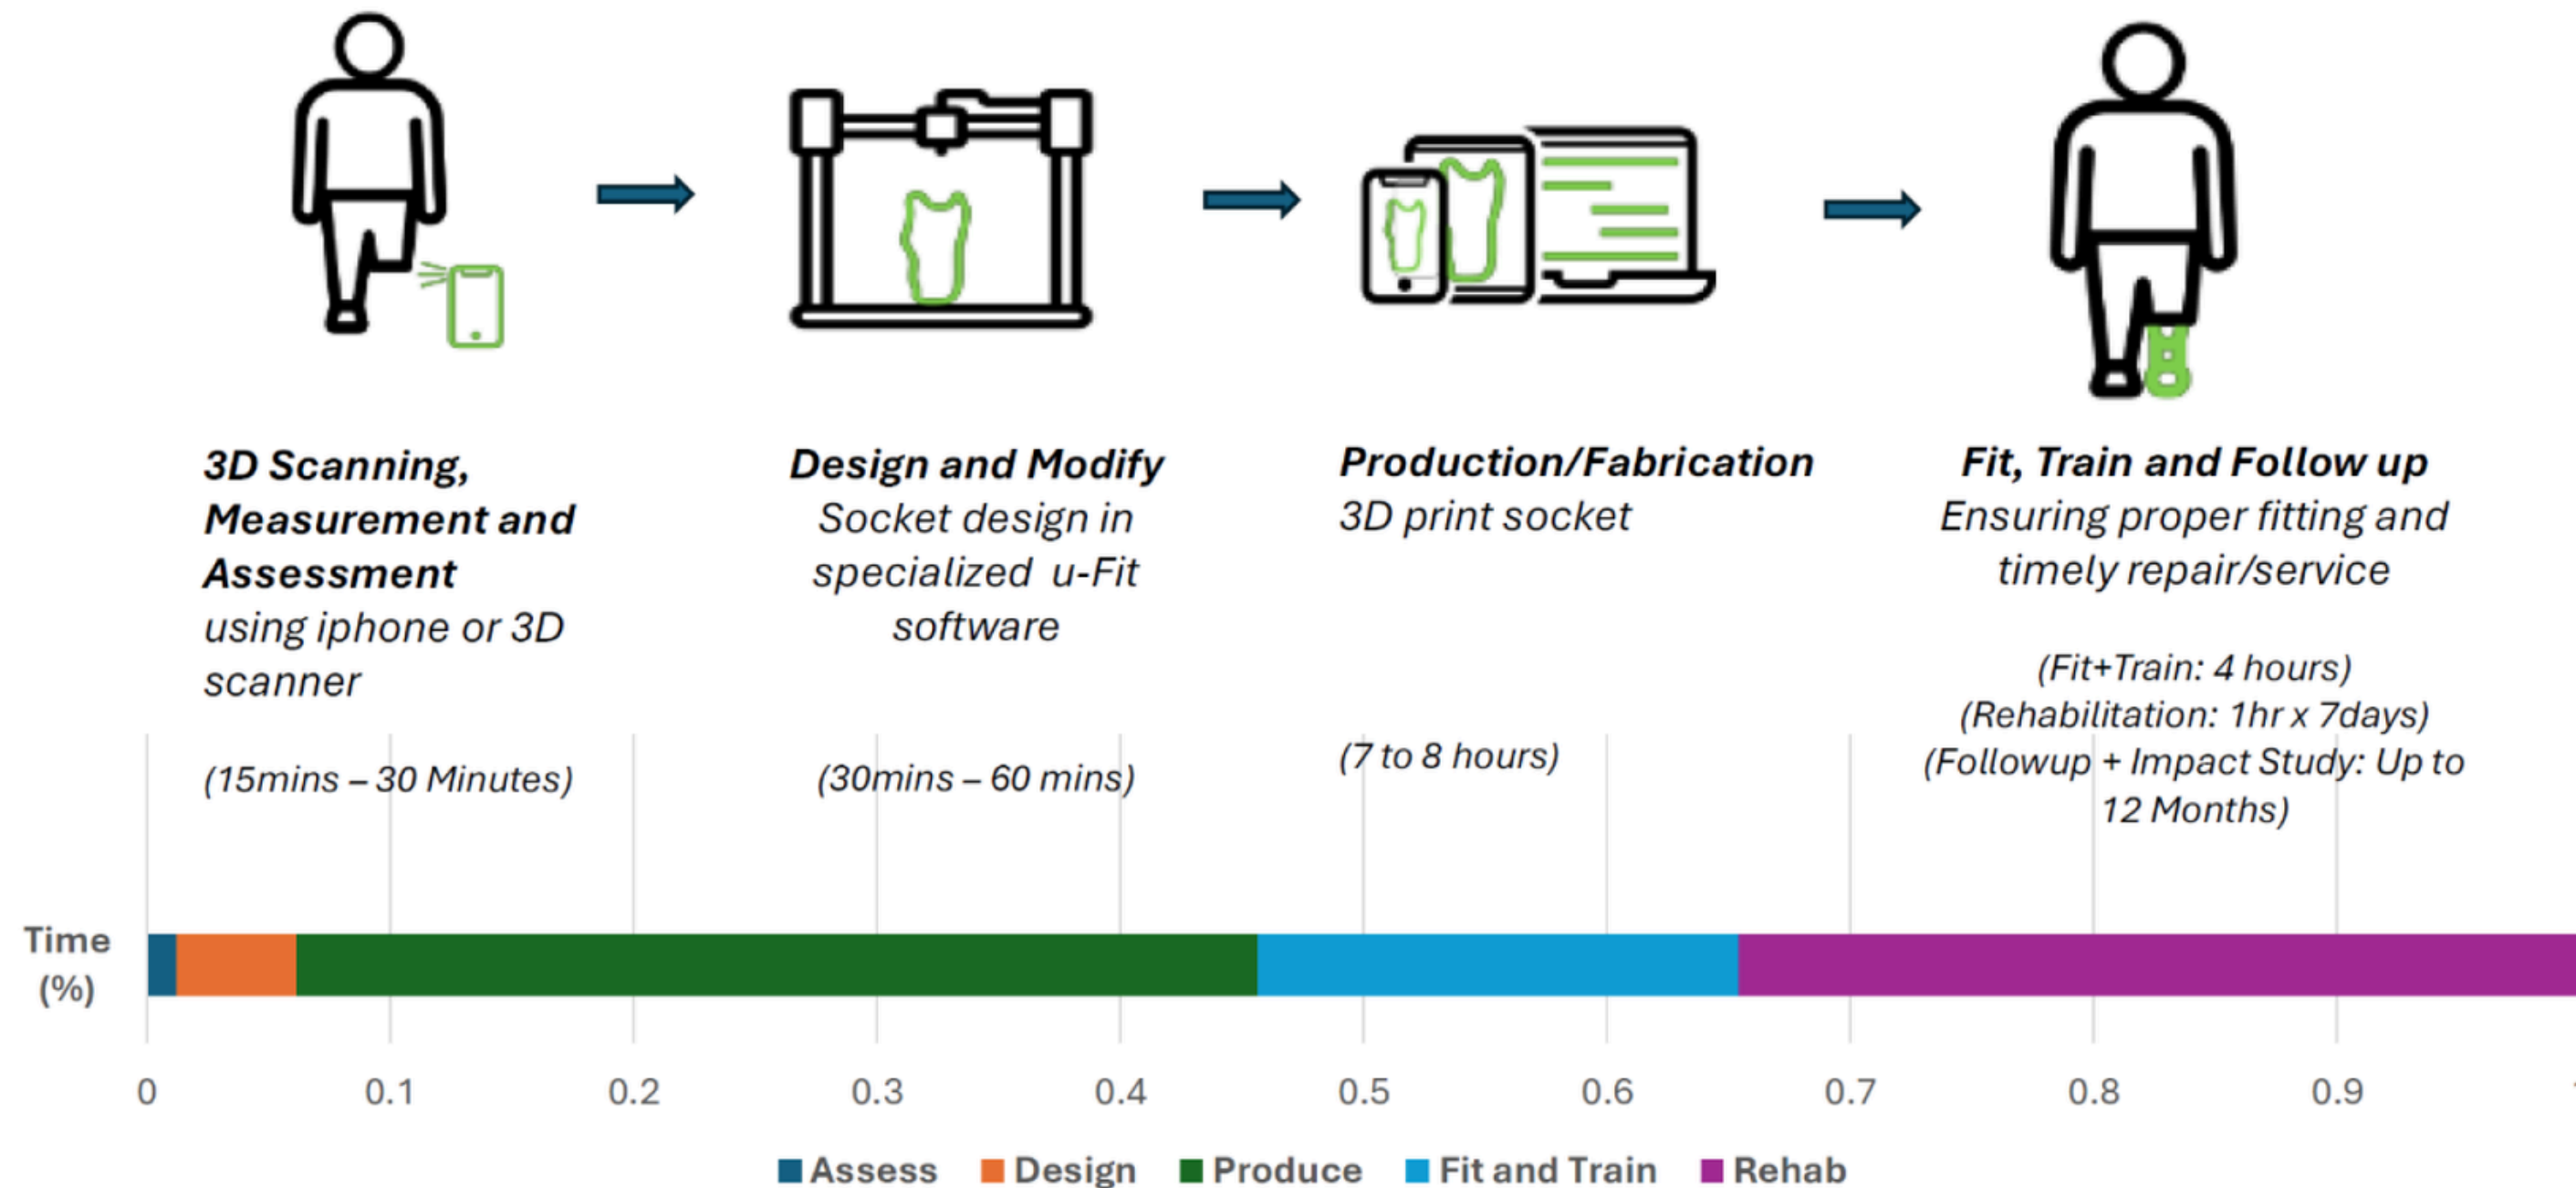 3D Scanning,
Measurement and
Assessment
using iphone or 3D
scanner
(15mins – 30 Minutes)
Design and Modify
Socket design in
specialized u-Fit
software
(30mins – 60 mins)
Production/Fabrication
3D print socket
(7 to 8 hours)
Fit, Train and Follow up
Ensuring proper fitting and
timely repair/service
(Fit+Train: 4 hours)
(Rehabilitation: 1hr x 7days)
(Followup + Impact Study: Up to
12 Months)
Time
(%)
0 0.1 0.2 0.3 0.4 0.5 0.6 0.7 0.8 0.9
Assess Design Produce Fit and Train Rehab